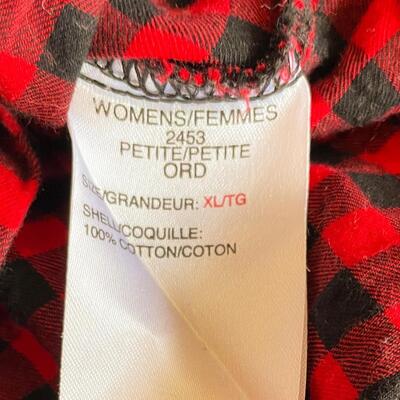 WOMENS/FEMMES
2453
PETITE/PETITE
ORD
SIZE/GRANDEUR: XL/TG
SHELL/COQUILLE:
100% COTTON/COTON